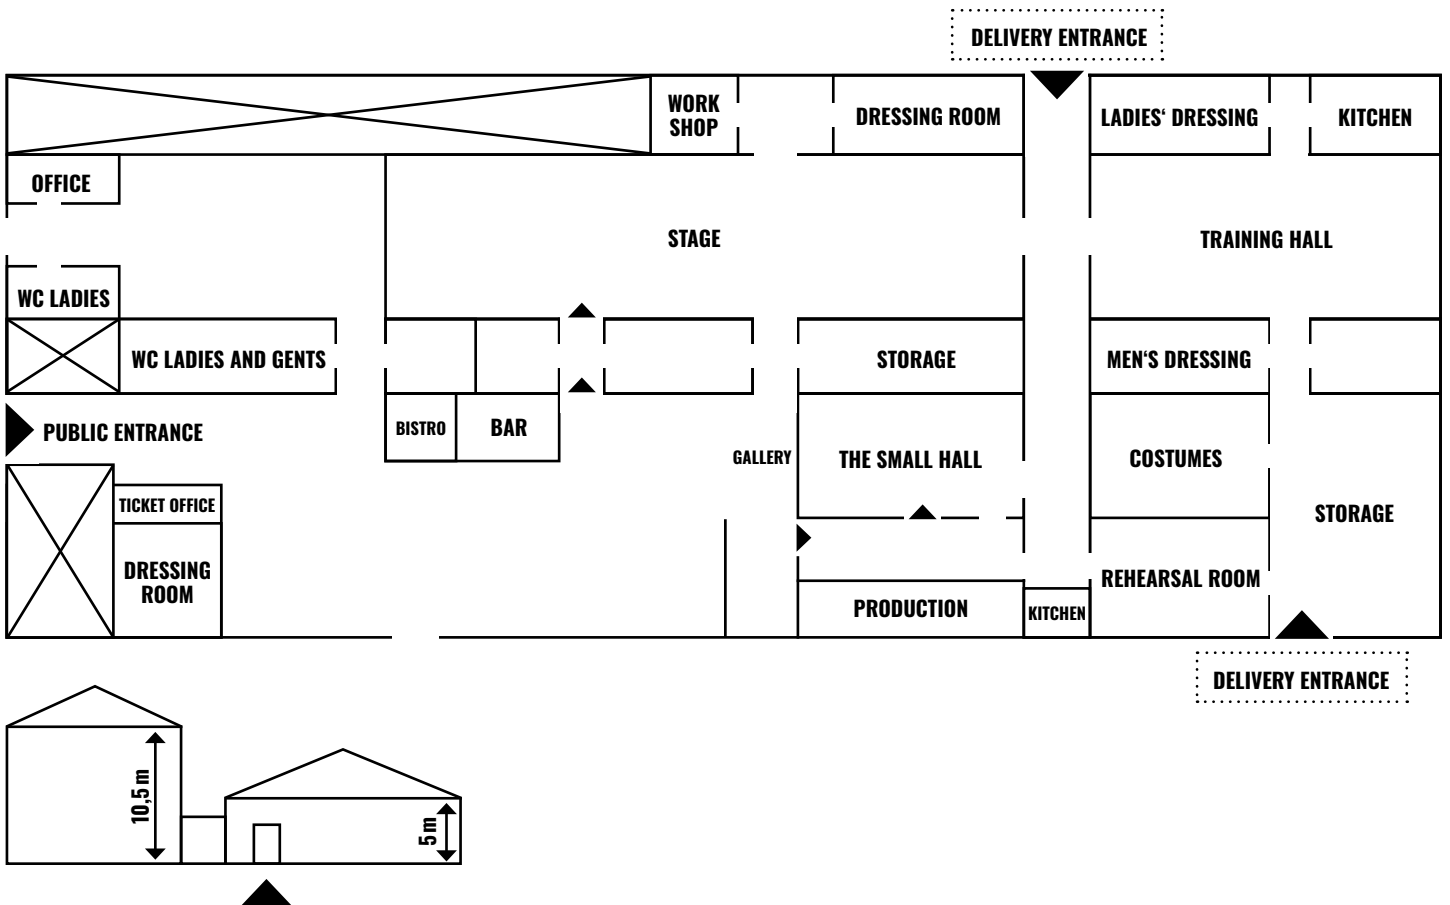 DELIVERY ENTRANCE
WORK
SHOP
DRESSING ROOM
LADIES‘ DRESSING
KITCHEN
OFFICE
STAGE
TRAINING HALL
WC LADIES
WC LADIES AND GENTS
STORAGE
MEN‘S DRESSING
PUBLIC ENTRANCE
BISTRO
BAR
GALLERY
THE SMALL HALL
COSTUMES
TICKET OFFICE
STORAGE
DRESSING
ROOM
REHEARSAL ROOM
PRODUCTION
KITCHEN
DELIVERY ENTRANCE
10,5 m
5 m